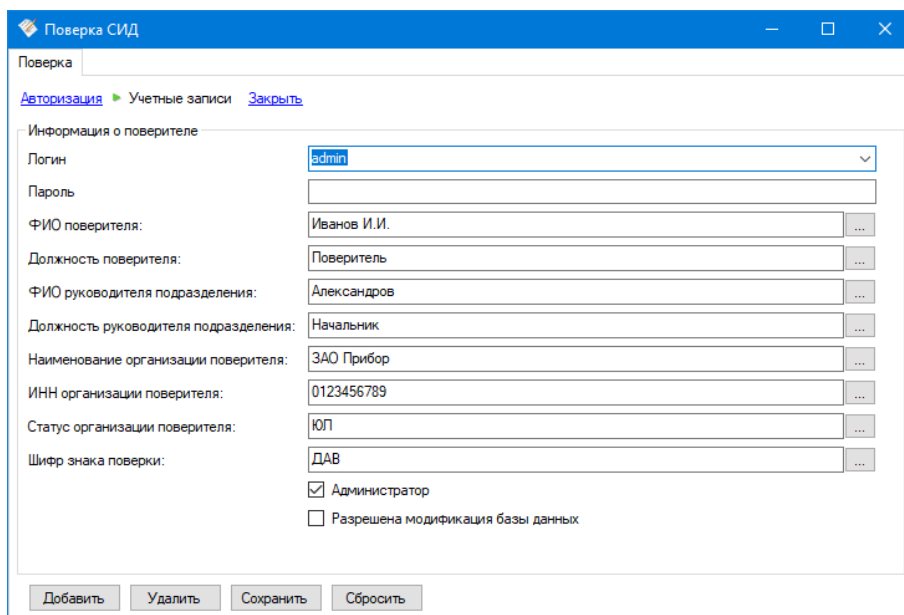 Поверка СИД
Поверка
Авторизация Учетные записи Закрыть
Информация о поверителе
Логин admin
Пароль
ФИО поверителя: Иванов И.И. ...
Должность поверителя: Поверитель ...
ФИО руководителя подразделения: Александров ...
Должность руководителя подразделения: Начальник ...
Наименование организации поверителя: ЗАО Прибор ...
ИНН организации поверителя: 0123456789 ...
Статус организации поверителя: ЮЛ ...
Шифр знака поверки: ДАВ ...
Администратор
Разрешена модификация базы данных
Добавить Удалить Сохранить Сбросить